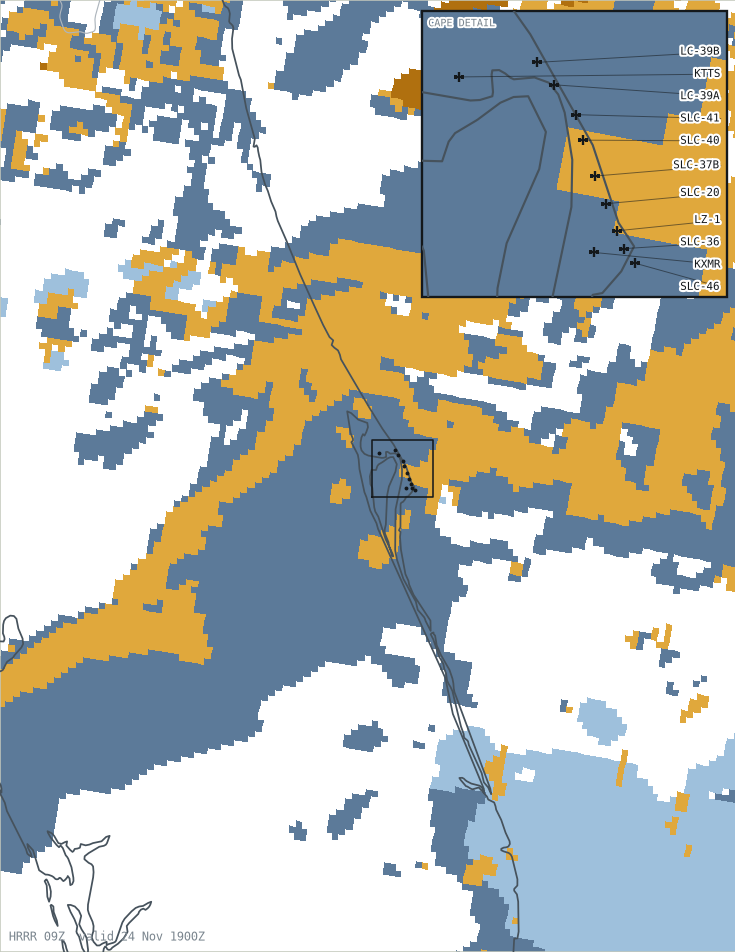 CAPE DETAIL
LC-39B
KTTS
LC-39A
SLC-41
SLC-40
SLC-37B
SLC-20
LZ-1
SLC-36
KXMR
SLC-46
HRRR 09Z valid 24 Nov 1900Z